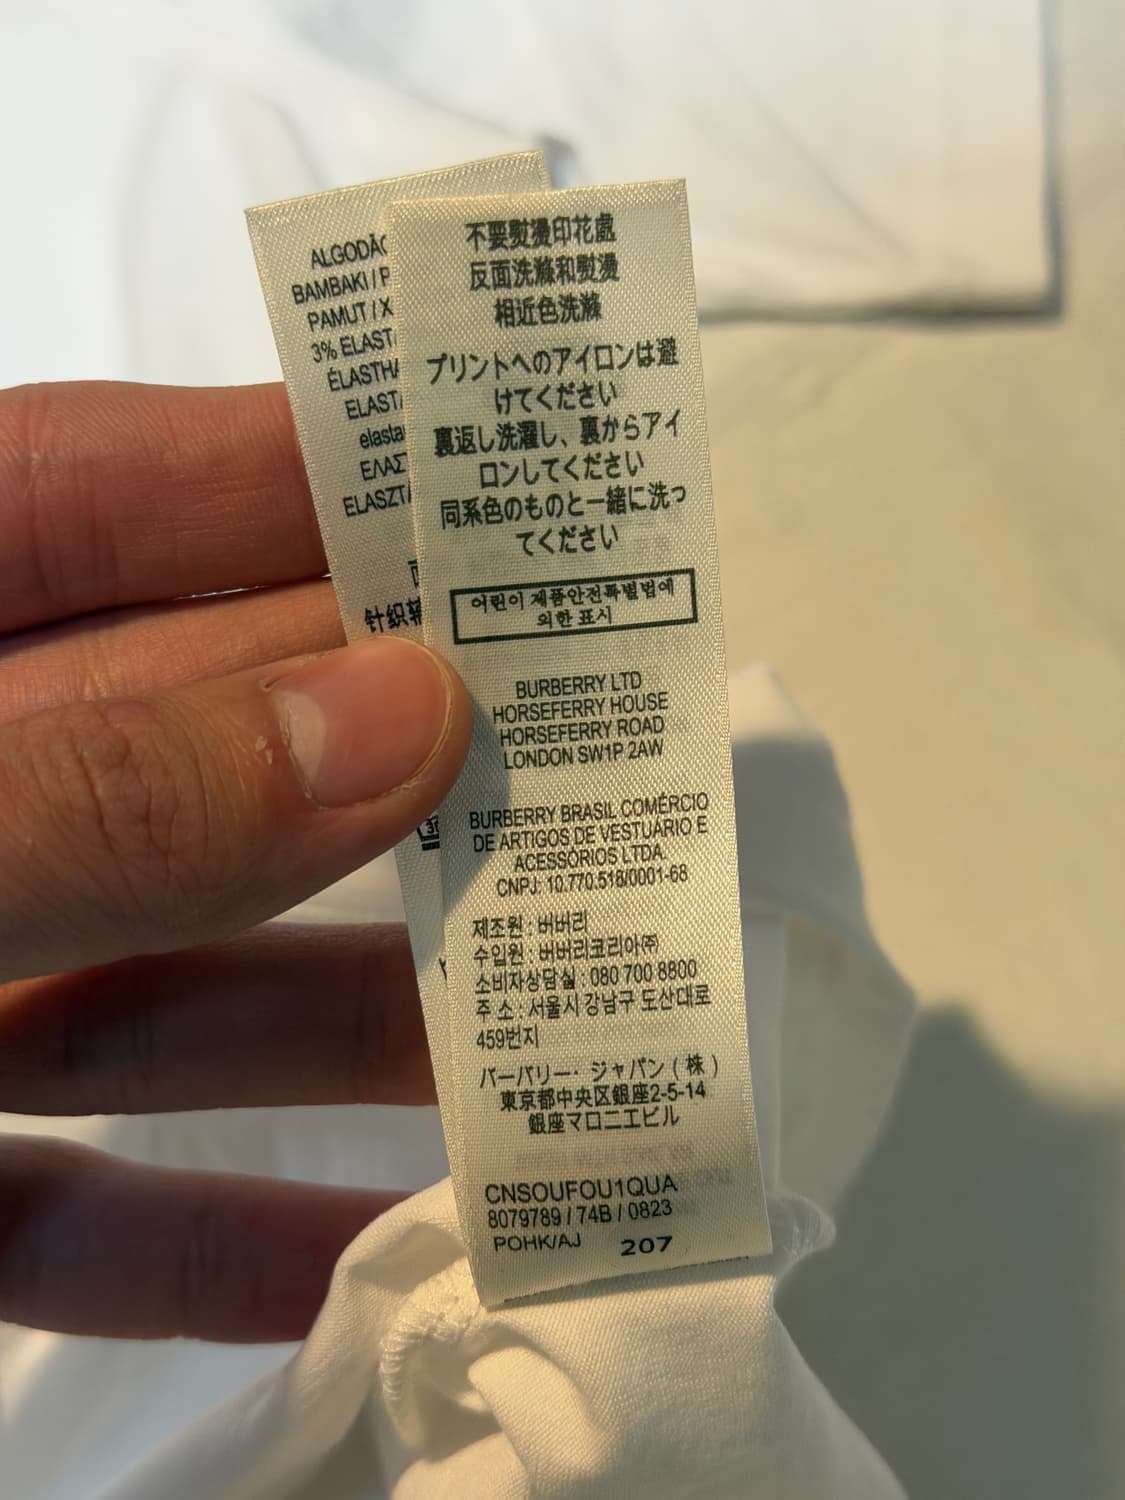 ALGODÃO
BAMBAKI / P
PAMUT / X
3% ELAST
ÉLASTHA
ELAST
elasta
ΕΛΑΣΤ
ELASZTA
针织
不要熨燙印花處
反面洗滌和熨燙
相近色洗滌
プリントへのアイロンは避
けてください
裏返し洗濯し、裏からアイ
ロンしてください
同系色のものと一緒に洗っ
てください
어린이 제품안전특별법에
의한 표시
BURBERRY LTD
HORSEFERRY HOUSE
HORSEFERRY ROAD
LONDON SW1P 2AW
BURBERRY BRASIL COMÉRCIO
DE ARTIGOS DE VESTUÁRIO E
ACESSÓRIOS LTDA.
CNPJ: 10.770.518/0001-68
제조원 : 버버리
수입원 : 버버리코리아㈜
소비자상담실 : 080 700 8800
주 소 : 서울시 강남구 도산대로
459번지
バーバリー・ジャパン ( 株 )
東京都中央区銀座2-5-14
銀座マロニエビル
CNSOUFOU1QUA
8079789 / 74B / 0823
POHK/AJ 207